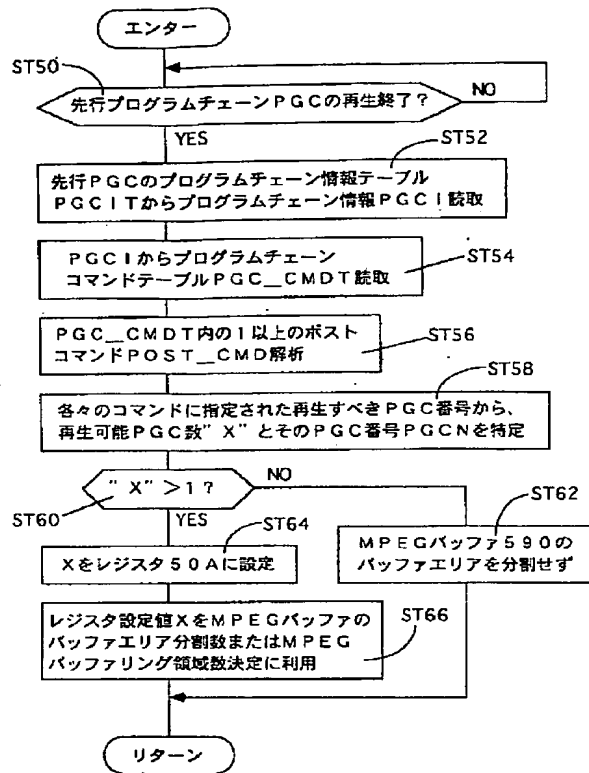 エンター
ST50
先行プログラムチェーンPGCの再生終了?
NO
YES
ST52
先行PGCのプログラムチェーン情報テーブル
PGCITからプログラムチェーン情報PGCI読取
PGCIからプログラムチェーン
コマンドテーブルPGC__CMDT読取
ST54
PGC__CMDT内の1以上のポスト
コマンドPOST__CMD解析
ST56
ST58
各々のコマンドに指定された再生すべきPGC番号から、
再生可能PGC数"X"とそのPGC番号PGCNを特定
"X">1?
NO
ST60
YES
ST62
ST64
Xをレジスタ50Aに設定
MPEGバッファ590の
バッファエリアを分割せず
レジスタ設定値XをMPEGバッファの
バッファエリア分割数またはMPEG
バッファリング領域数決定に利用
ST66
リターン